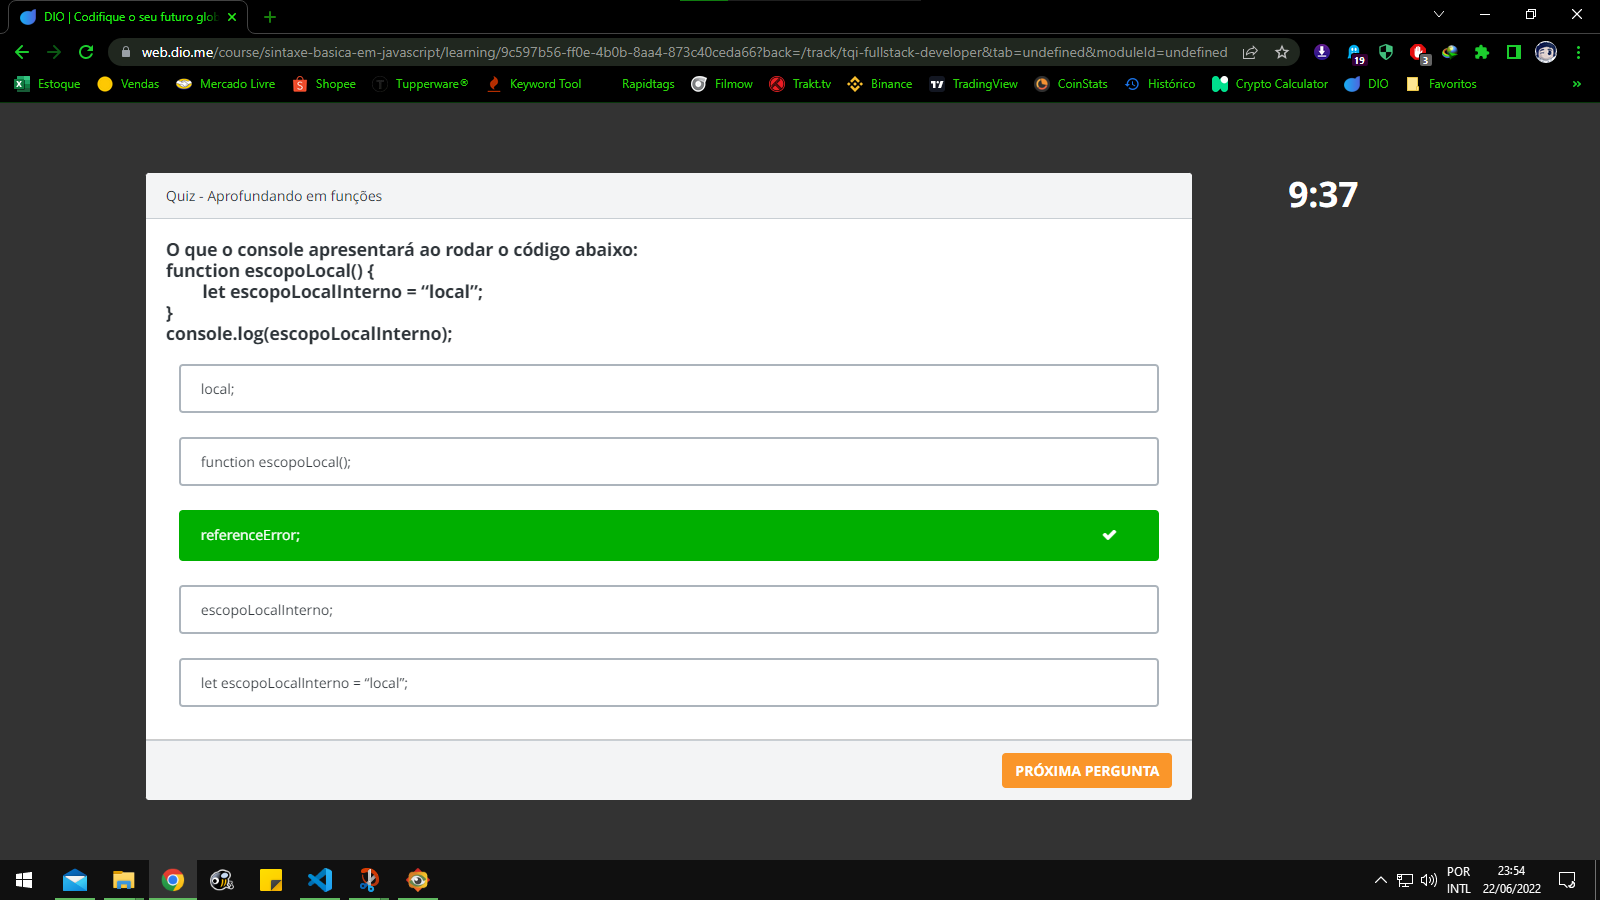 DIO | Codifique o seu futuro glob
web.dio.me/course/sintaxe-basica-em-javascript/learning/9c597b56-ff0e-4b0b-8aa4-873c40ceda66?back=/track/tqi-fullstack-developer&tab=undefined&moduleId=undefined
19
3
Estoque Vendas Mercado Livre Shopee Tupperware® Keyword Tool Rapidtags Filmow Trakt.tv Binance TradingView CoinStats Histórico Crypto Calculator DIO Favoritos »
Quiz - Aprofundando em funções
9:37
O que o console apresentará ao rodar o código abaixo:
function escopoLocal() {
let escopoLocalInterno = “local”;
}
console.log(escopoLocalInterno);
local;
function escopoLocal();
referenceError;
escopoLocalInterno;
let escopoLocalInterno = “local”;
PRÓXIMA PERGUNTA
POR
INTL
23:54
22/06/2022